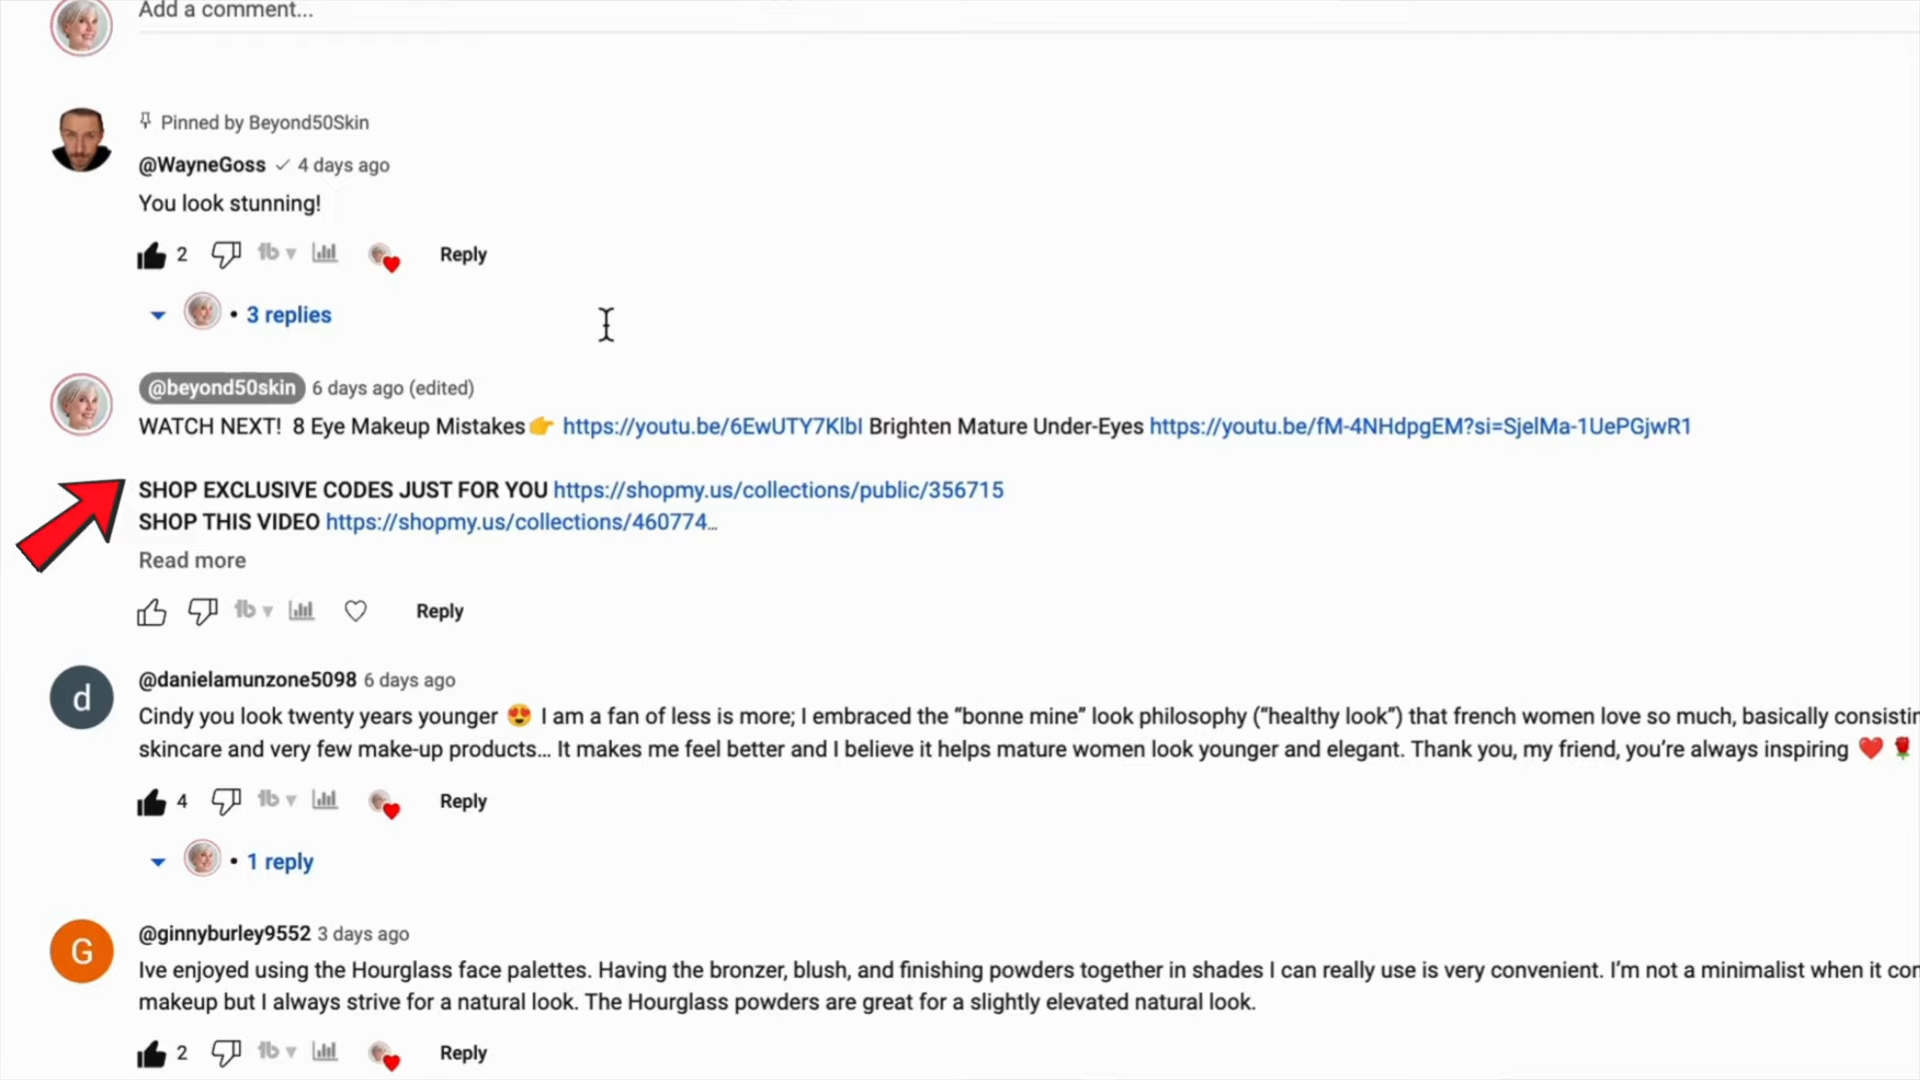 Add a comment...
Pinned by Beyond50Skin
@WayneGoss 4 days ago
You look stunning!
2 Reply
• 3 replies
@beyond50skin 6 days ago (edited)
WATCH NEXT! 8 Eye Makeup Mistakes👉 https://youtu.be/6EwUTY7KlbI Brighten Mature Under-Eyes https://youtu.be/fM-4NHdpgEM?si=SjelMa-1UePGjwR1
SHOP EXCLUSIVE CODES JUST FOR YOU https://shopmy.us/collections/public/356715
SHOP THIS VIDEO https://shopmy.us/collections/460774...
Read more
Reply
d
@danielamunzone5098 6 days ago
Cindy you look twenty years younger 😍 I am a fan of less is more; I embraced the “bonne mine” look philosophy (“healthy look”) that french women love so much, basically consistin
skincare and very few make-up products... It makes me feel better and I believe it helps mature women look younger and elegant. Thank you, my friend, you’re always inspiring ❤️ 🌹
4 Reply
• 1 reply
G
@ginnyburley9552 3 days ago
Ive enjoyed using the Hourglass face palettes. Having the bronzer, blush, and finishing powders together in shades I can really use is very convenient. I’m not a minimalist when it con
makeup but I always strive for a natural look. The Hourglass powders are great for a slightly elevated natural look.
2 Reply